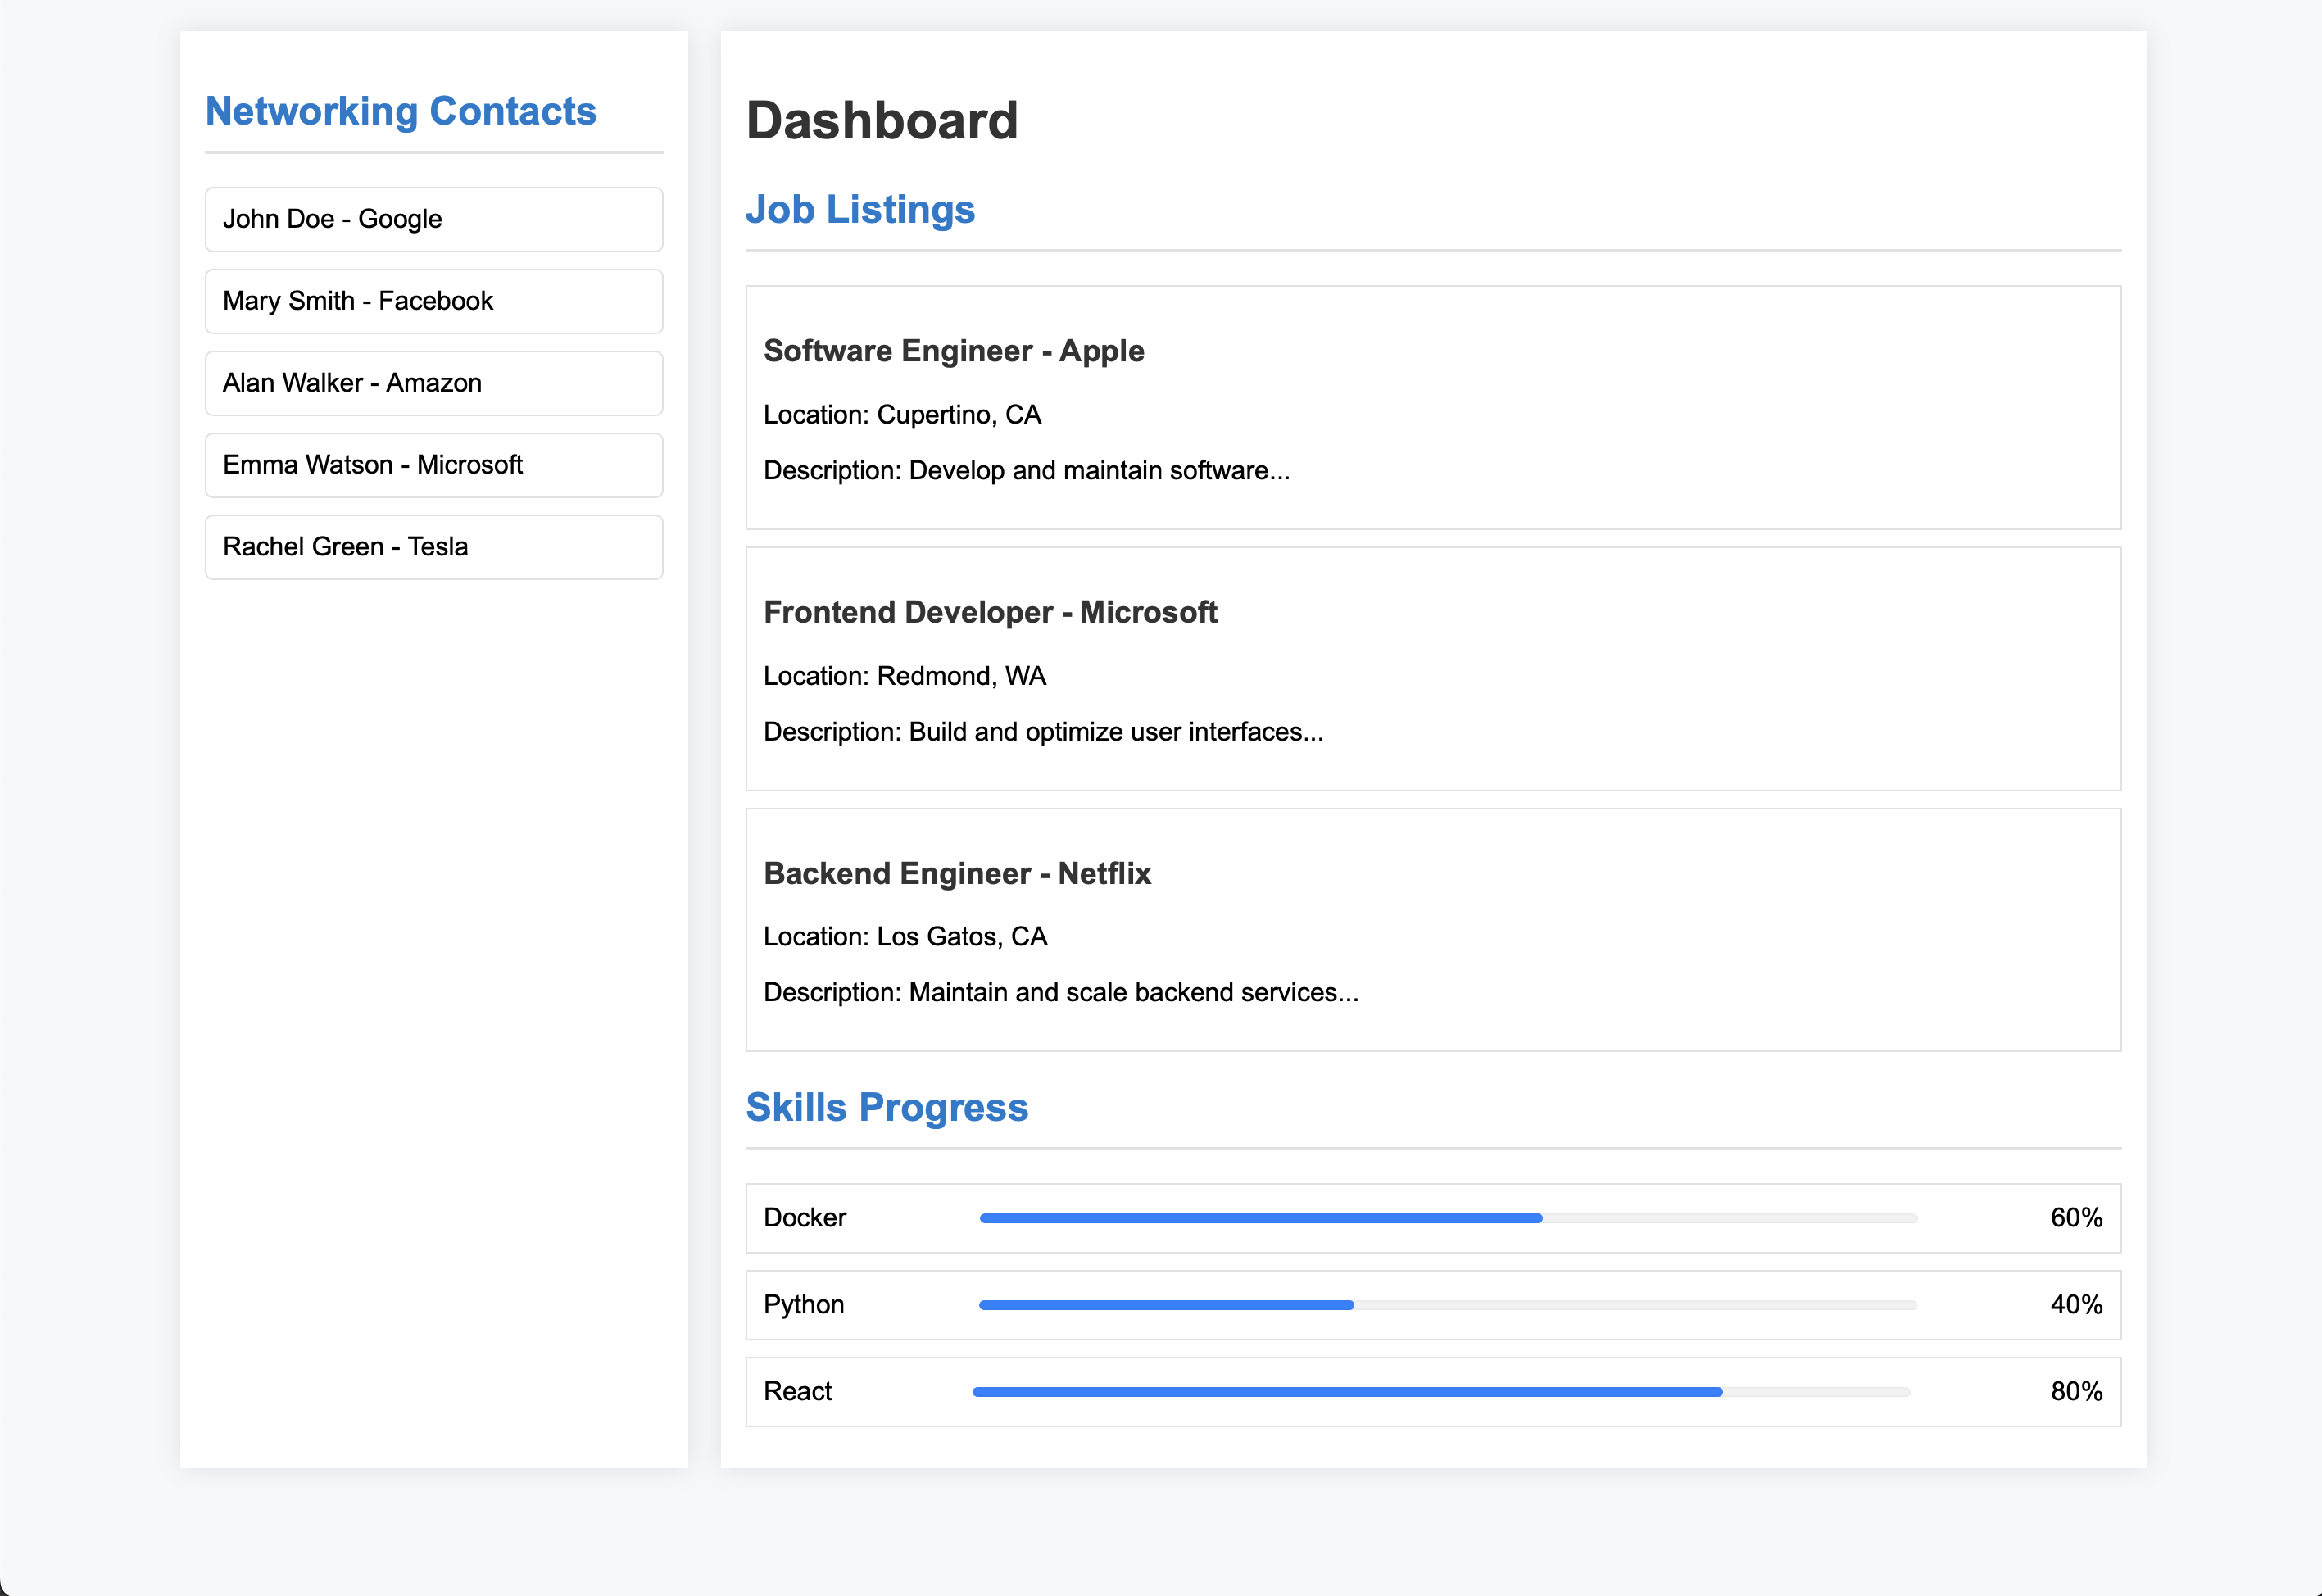 Networking Contacts
John Doe - Google
Mary Smith - Facebook
Alan Walker - Amazon
Emma Watson - Microsoft
Rachel Green - Tesla
Dashboard
Job Listings
Software Engineer - Apple
Location: Cupertino, CA
Description: Develop and maintain software...
Frontend Developer - Microsoft
Location: Redmond, WA
Description: Build and optimize user interfaces...
Backend Engineer - Netflix
Location: Los Gatos, CA
Description: Maintain and scale backend services...
Skills Progress
Docker 60%
Python 40%
React 80%